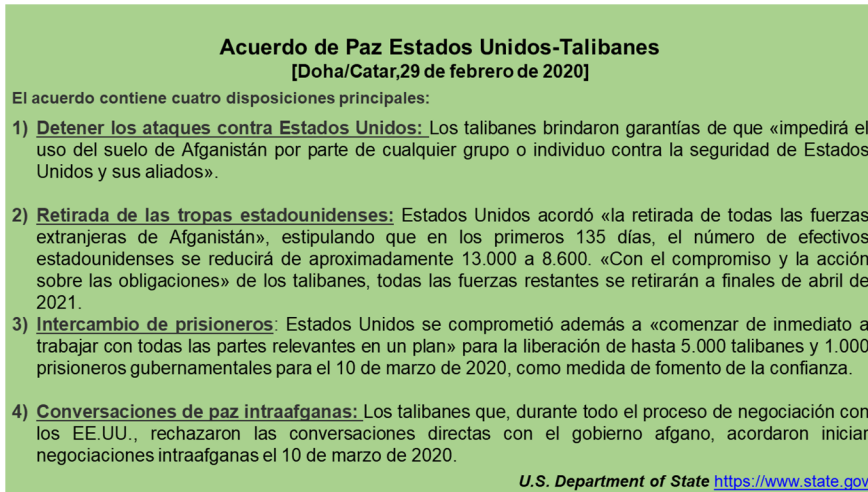 Acuerdo de Paz Estados Unidos-Talibanes
[Doha/Catar,29 de febrero de 2020]
El acuerdo contiene cuatro disposiciones principales:
1) Detener los ataques contra Estados Unidos: Los talibanes brindaron garantías de que «impedirá el
uso del suelo de Afganistán por parte de cualquier grupo o individuo contra la seguridad de Estados
Unidos y sus aliados».
2) Retirada de las tropas estadounidenses: Estados Unidos acordó «la retirada de todas las fuerzas
extranjeras de Afganistán», estipulando que en los primeros 135 días, el número de efectivos
estadounidenses se reducirá de aproximadamente 13.000 a 8.600. «Con el compromiso y la acción
sobre las obligaciones» de los talibanes, todas las fuerzas restantes se retirarán a finales de abril de
2021.
3) Intercambio de prisioneros: Estados Unidos se comprometió además a «comenzar de inmediato a
trabajar con todas las partes relevantes en un plan» para la liberación de hasta 5.000 talibanes y 1.000
prisioneros gubernamentales para el 10 de marzo de 2020, como medida de fomento de la confianza.
4) Conversaciones de paz intraafganas: Los talibanes que, durante todo el proceso de negociación con
los EE.UU., rechazaron las conversaciones directas con el gobierno afgano, acordaron iniciar
negociaciones intraafganas el 10 de marzo de 2020.
U.S. Department of State https://www.state.gov